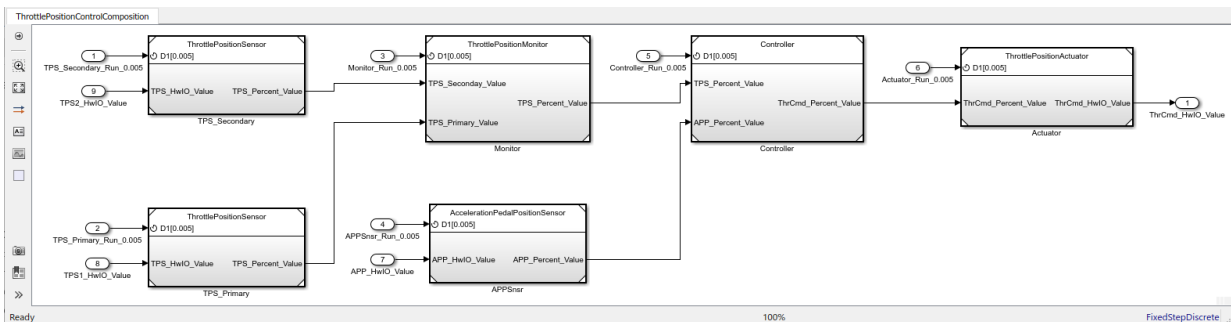 ThrottlePositionControlComposition
ThrottlePositionSensor
1
D1[0.005]
TPS_Secondary_Run_0.005
9
TPS_HwIO_Value
TPS_Percent_Value
TPS2_HwIO_Value
TPS_Secondary
ThrottlePositionMonitor
3
D1[0.005]
Monitor_Run_0.005
TPS_Seconday_Value
TPS_Percent_Value
TPS_Primary_Value
Monitor
Controller
5
D1[0.005]
Controller_Run_0.005
TPS_Percent_Value
ThrCmd_Percent_Value
APP_Percent_Value
Controller
ThrottlePositionActuator
6
D1[0.005]
Actuator_Run_0.005
ThrCmd_Percent_Value
ThrCmd_HwIO_Value
1
ThrCmd_HwIO_Value
Actuator
ThrottlePositionSensor
2
D1[0.005]
TPS_Primary_Run_0.005
8
TPS_HwIO_Value
TPS_Percent_Value
TPS1_HwIO_Value
TPS_Primary
AccelerationPedalPositionSensor
4
D1[0.005]
APPSnsr_Run_0.005
7
APP_HwIO_Value
APP_Percent_Value
APP_HwIO_Value
APPSnsr
Ready
100%
FixedStepDiscrete